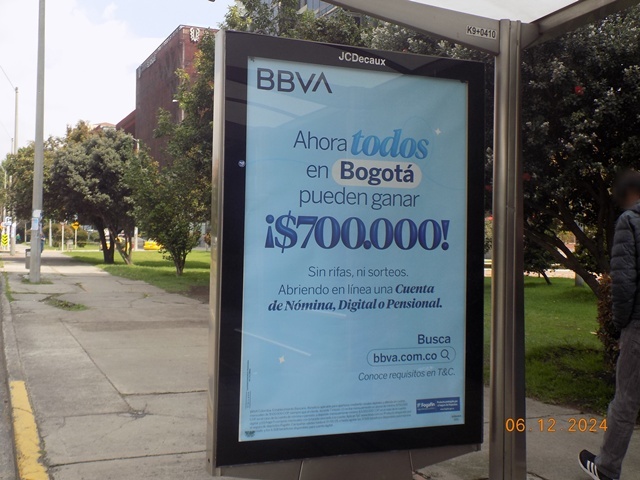 K9+0410
JCDecaux
BBVA
Ahora todos
en Bogotá
pueden ganar
¡$700.000!
Sin rifas, ni sorteos.
Abriendo en línea una Cuenta
de Nómina, Digital o Pensional.
Busca
bbva.com.co
Conoce requisitos en T&C.
06 12 2024